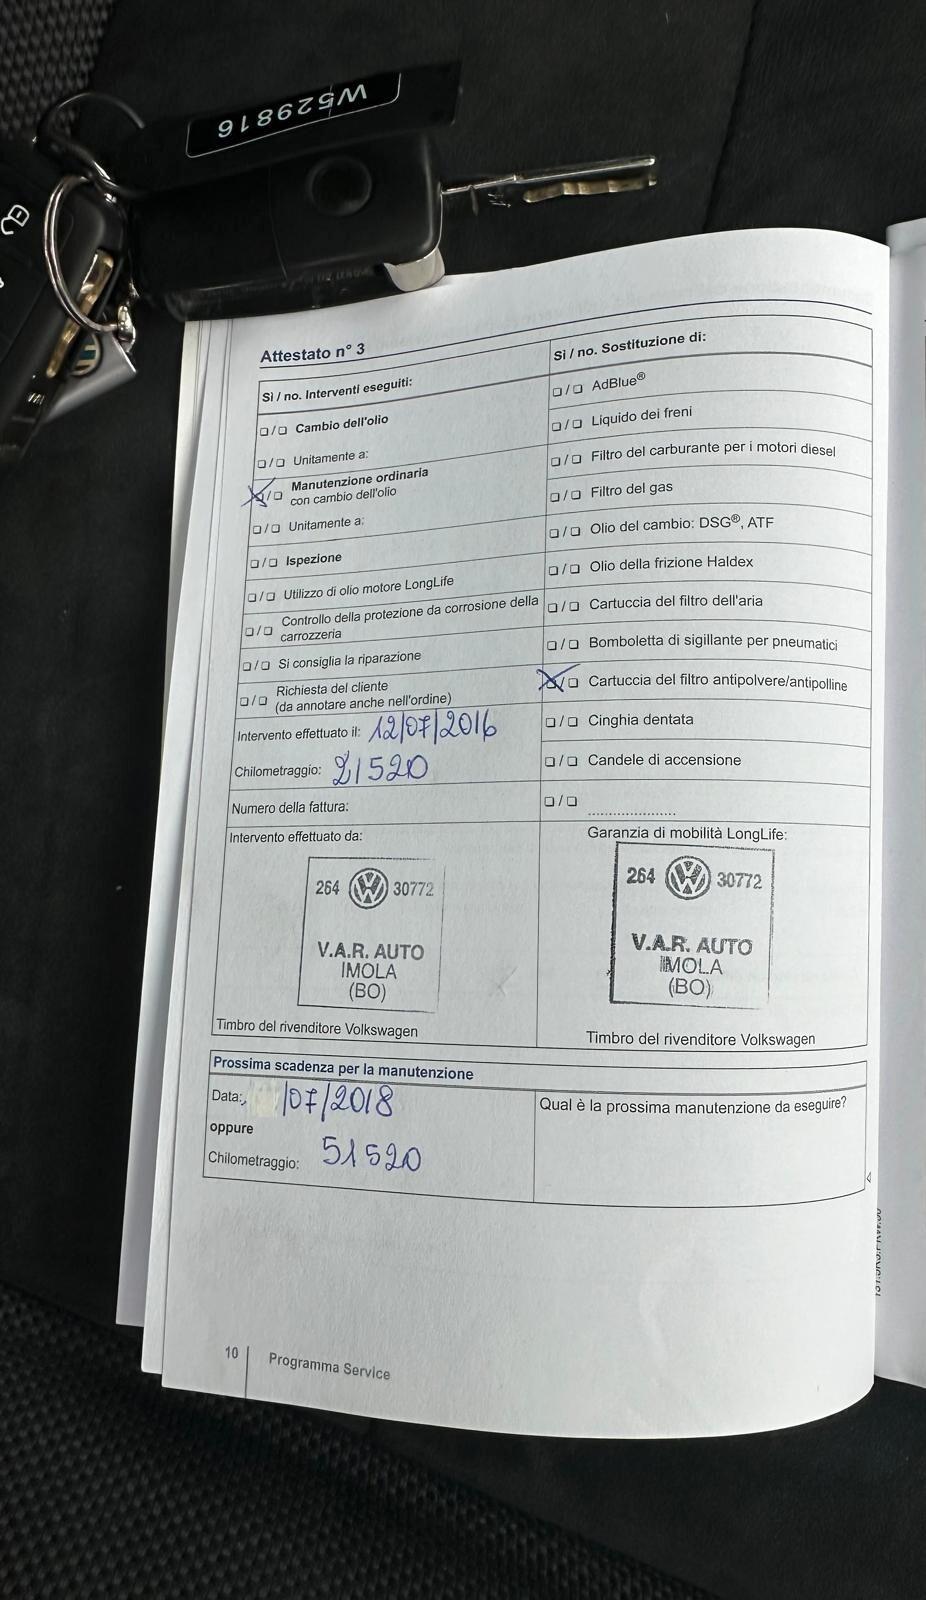 W529816
Attestato n° 3
Sì / no. Interventi eseguiti:
❏ / ❏ Cambio dell'olio
❏ / ❏ Unitamente a:
❏ / ❏ Manutenzione ordinaria
con cambio dell'olio
❏ / ❏ Unitamente a:
❏ / ❏ Ispezione
❏ / ❏ Utilizzo di olio motore LongLife
❏ / ❏ Controllo della protezione da corrosione della
carrozzeria
❏ / ❏ Si consiglia la riparazione
❏ / ❏ Richiesta del cliente
(da annotare anche nell'ordine)
Intervento effettuato il: 12/07/2016
Chilometraggio: 21520
Numero della fattura:
Sì / no. Sostituzione di:
❏ / ❏ AdBlue®
❏ / ❏ Liquido dei freni
❏ / ❏ Filtro del carburante per i motori diesel
❏ / ❏ Filtro del gas
❏ / ❏ Olio del cambio: DSG®, ATF
❏ / ❏ Olio della frizione Haldex
❏ / ❏ Cartuccia del filtro dell'aria
❏ / ❏ Bomboletta di sigillante per pneumatici
❏ / ❏ Cartuccia del filtro antipolvere/antipolline
❏ / ❏ Cinghia dentata
❏ / ❏ Candele di accensione
❏ / ❏ ......................
Intervento effettuato da:
264 VW 30772
V.A.R. AUTO
IMOLA
(BO)
Timbro del rivenditore Volkswagen
Garanzia di mobilità LongLife:
264 VW 30772
V.A.R. AUTO
IMOLA
(BO)
Timbro del rivenditore Volkswagen
Prossima scadenza per la manutenzione
Data: /07/2018
oppure
Chilometraggio: 51520
Qual è la prossima manutenzione da eseguire?
10 Programma Service